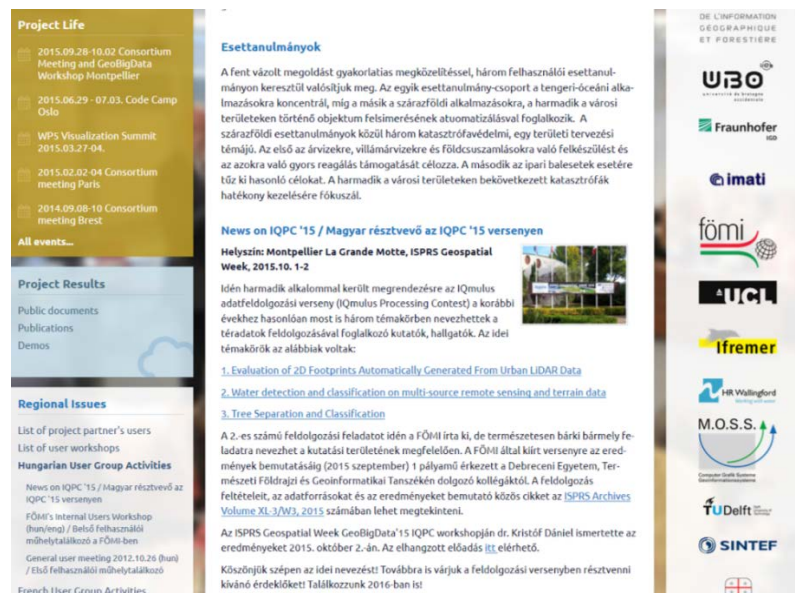 Project Life
2015.09.28-10.02 Consortium
Meeting and GeoBigData
Workshop Montpellier
2015.06.29 - 07.03. Code Camp
Oslo
WPS Visualization Summit
2015.03.27-04.
2015.02.02-04 Consortium
meeting Paris
2014.09.08-10 Consortium
meeting Brest
All events...
Project Results
Public documents
Publications
Demos
Regional Issues
List of project partner's users
List of user workshops
Hungarian User Group Activities
News on IQPC '15 / Magyar résztvevő az
IQPC '15 versenyen
FÖMI's Internal Users Workshop
(hun/eng) / Belső felhasználói
műhelytalálkozó a FÖMI-ben
General user meeting 2012.10.26 (hun)
/ Első felhasználói műhelytalálkozó
French User Group Activities
Esettanulmányok
A fent vázolt megoldást gyakorlatias megközelítéssel, három felhasználói esettanul-
mányon keresztül valósítjuk meg. Az egyik esettanulmány-csoport a tengeri-óceáni alka-
lmazásokra koncentrál, míg a másik a szárazföldi alkalmazásokra, a harmadik a városi
területeken történő objektum felismerésének atuomatizálásval foglalkozik. A
szárazföldi esettanulmányok közül három katasztrófavédelmi, egy területi tervezési
témájú. Az első az árvizekre, villámárvizekre és földcsuszamlásokra való felkészülést és
az azokra való gyors reagálás támogatását célozza. A második az ipari balesetek esetére
tűz ki hasonló célokat. A harmadik a városi területeken bekövetkezett katasztrófák
hatékony kezelésére fókuszál.
News on IQPC '15 / Magyar résztvevő az IQPC '15 versenyen
Helyszín: Montpellier La Grande Motte, ISPRS Geospatial
Week, 2015.10. 1-2
Idén harmadik alkalommal került megrendezésre az IQmulus
adatfeldolgozási verseny (IQmulus Processing Contest) a korábbi
évekhez hasonlóan most is három témakörben nevezhettek a
téradatok feldolgozásával foglalkozó kutatók, hallgatók. Az idei
témakörök az alábbiak voltak:
1. Evaluation of 2D Footprints Automatically Generated From Urban LiDAR Data
2. Water detection and classification on multi-source remote sensing and terrain data
3. Tree Separation and Classification
A 2.-es számú feldolgozási feladatot idén a FÖMI írta ki, de természetesen bárki bármely fe-
ladatra nevezhet a kutatási területének megfelelően. A FÖMI által kiírt versenyre az ered-
mények bemutatásáig (2015 szeptember) 1 pályamű érkezett a Debreceni Egyetem, Ter-
mészeti Földrajzi és Geoinformatikai Tanszékén dolgozó kollégáktól. A feldolgozás
feltételeit, az adatforrásokat és az eredményeket bemutató közös cikket az ISPRS Archives
Volume XL-3/W3, 2015 számában lehet megtekinteni.
Az ISPRS Geospatial Week GeoBigData'15 IQPC workshopján dr. Kristóf Dániel ismertette az
eredményeket 2015. október 2.-án. Az elhangzott előadás itt elérhető.
Köszönjük szépen az idei nevezést! Továbbra is várjuk a feldolgozási versenyben résztvenni
kívánó érdeklőket! Találkozzunk 2016-ban is!
DE L'INFORMATION
GÉOGRAPHIQUE
ET FORESTIÈRE
UBO
université de bretagne
occidentale
Fraunhofer
IGD
imati
fömi
UCL
Ifremer
HR Wallingford
Working with water
M.O.S.S.
Computer Grafik Systeme
Geoinformationssysteme
TUDelft
SINTEF